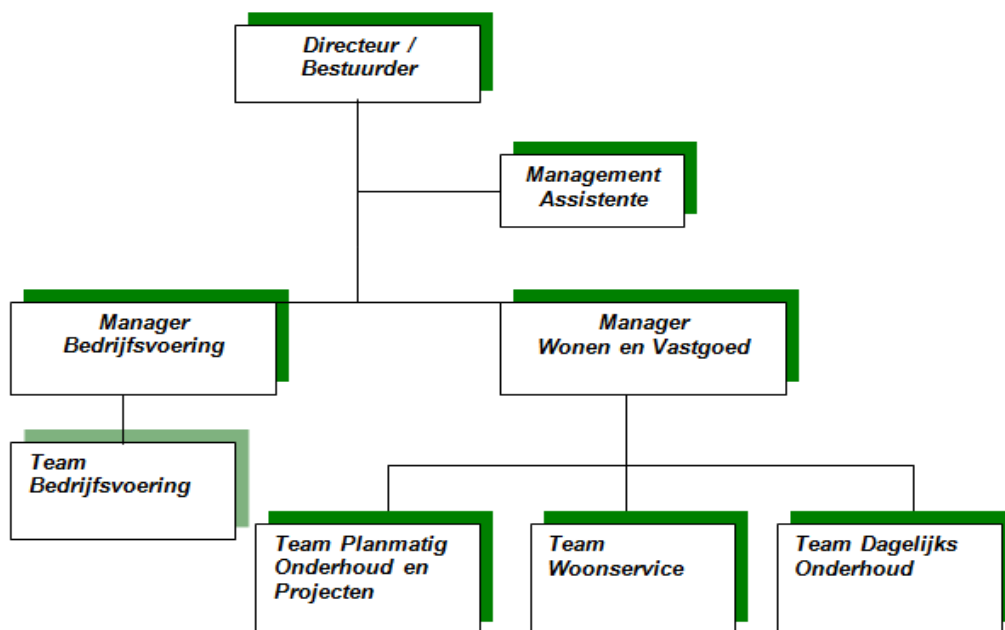 Directeur /
Bestuurder
Management
Assistente
Manager
Bedrijfsvoering
Manager
Wonen en Vastgoed
Team
Bedrijfsvoering
Team Planmatig
Onderhoud en
Projecten
Team
Woonservice
Team Dagelijks
Onderhoud